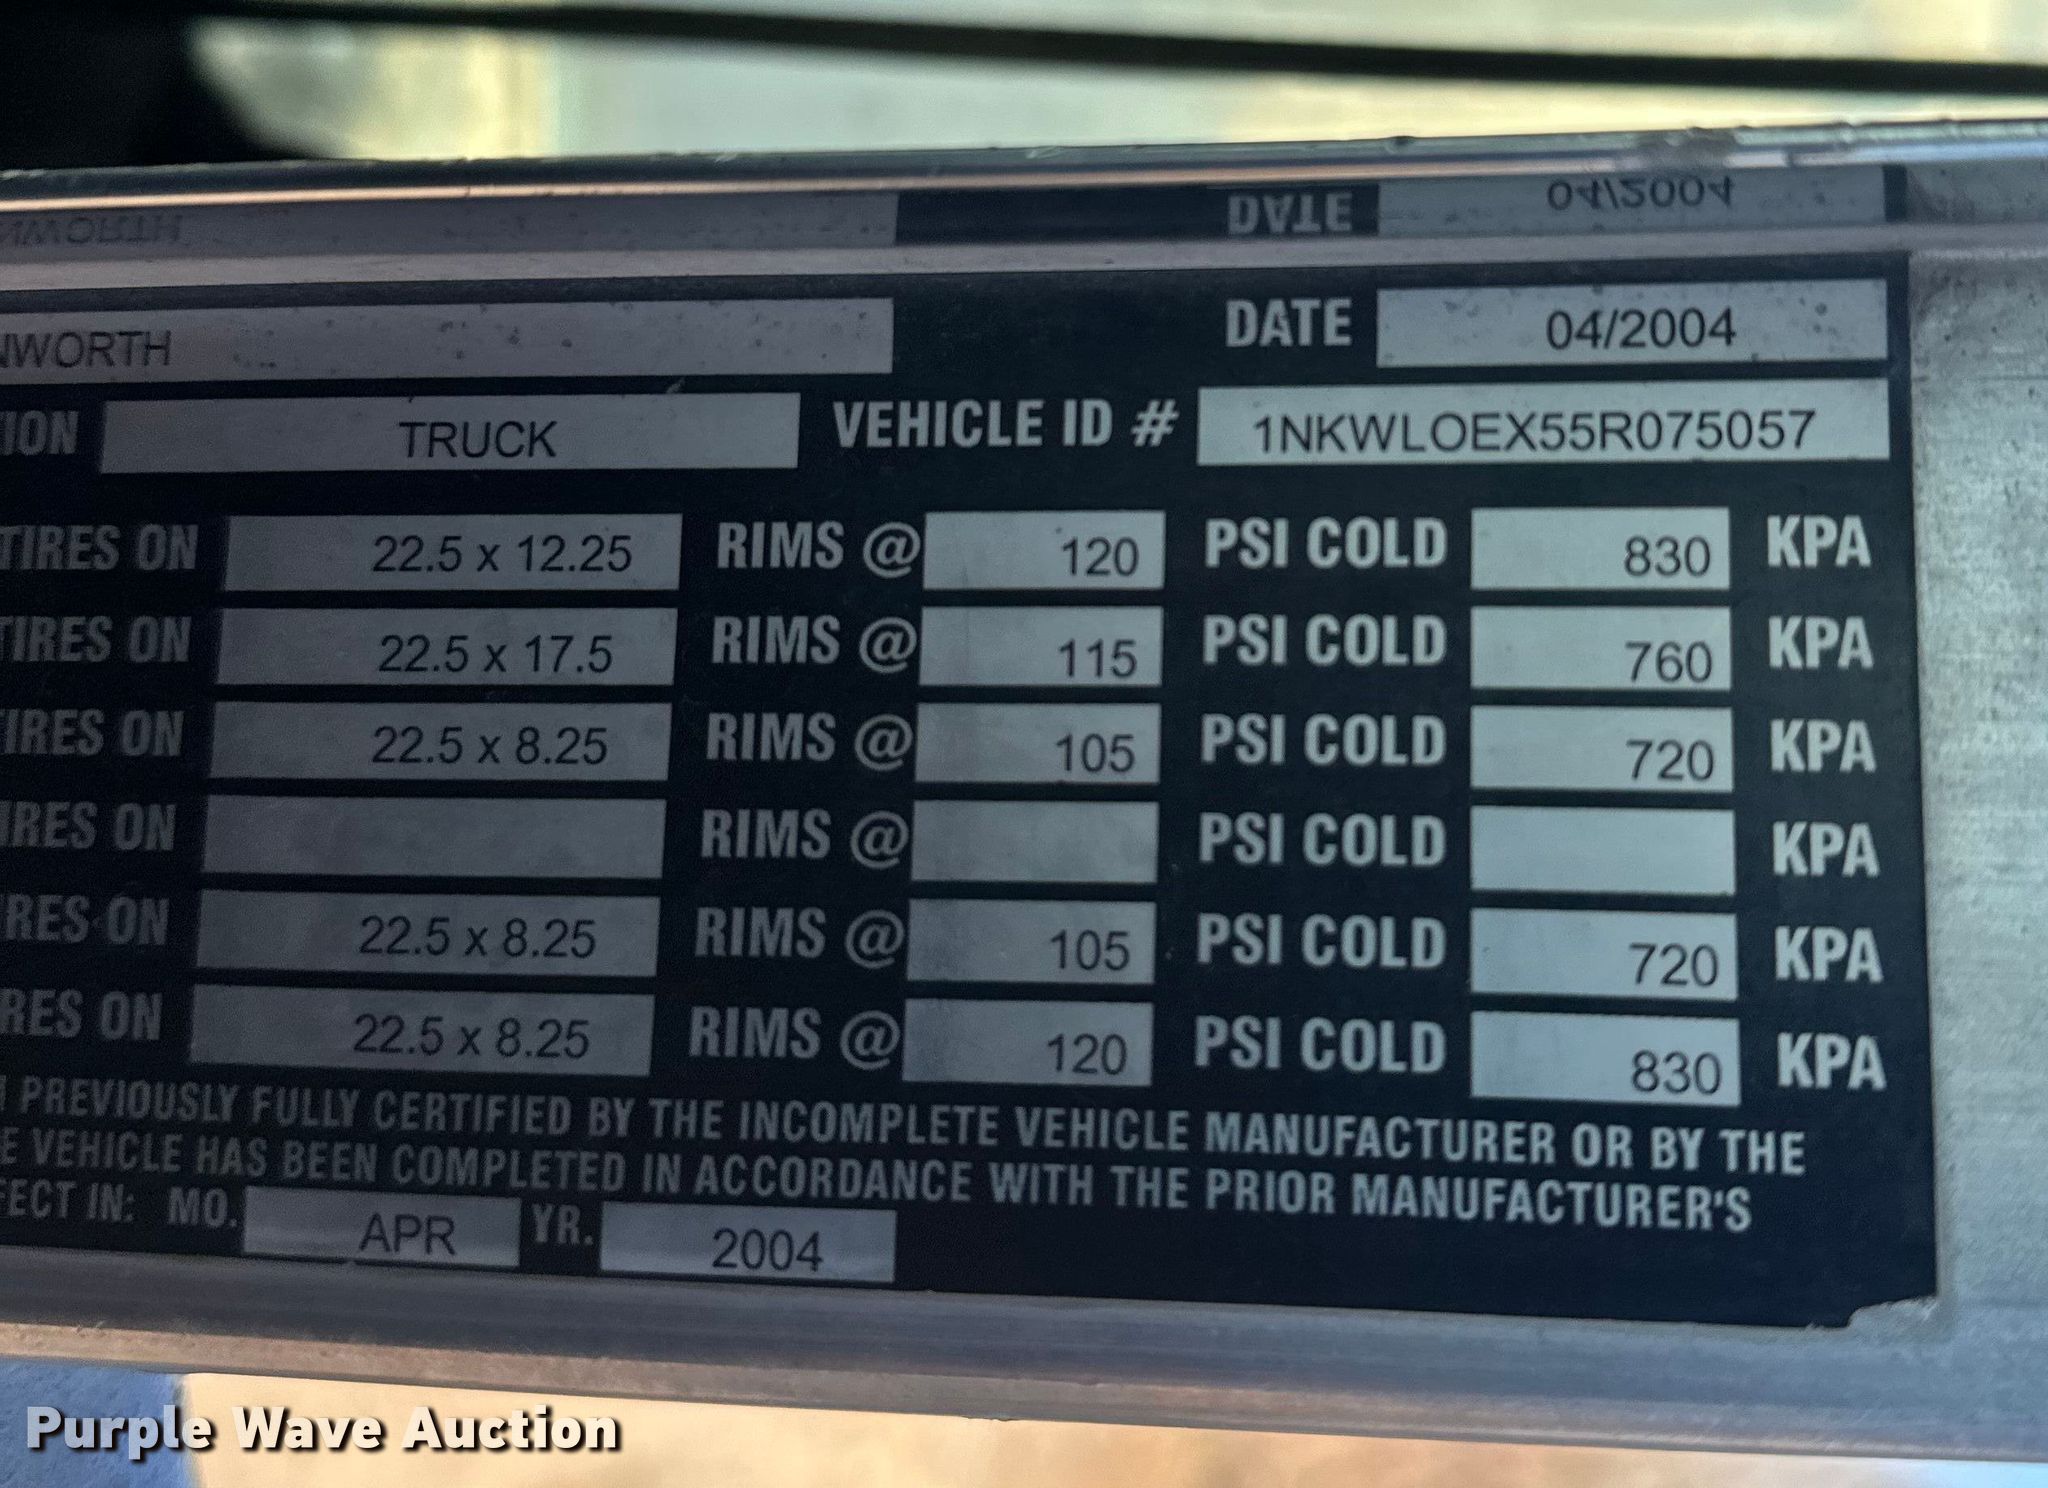 NWORTH DATE 04/2004
TION TRUCK VEHICLE ID # 1NKWLOEX55R075057
TIRES ON 22.5 x 12.25 RIMS @ 120 PSI COLD 830 KPA
TIRES ON 22.5 x 17.5 RIMS @ 115 PSI COLD 760 KPA
TIRES ON 22.5 x 8.25 RIMS @ 105 PSI COLD 720 KPA
IRES ON RIMS @ PSI COLD KPA
RES ON 22.5 x 8.25 RIMS @ 105 PSI COLD 720 KPA
RES ON 22.5 x 8.25 RIMS @ 120 PSI COLD 830 KPA
PREVIOUSLY FULLY CERTIFIED BY THE INCOMPLETE VEHICLE MANUFACTURER OR BY THE
E VEHICLE HAS BEEN COMPLETED IN ACCORDANCE WITH THE PRIOR MANUFACTURER'S
FECT IN: MO. APR YR. 2004
Purple Wave Auction